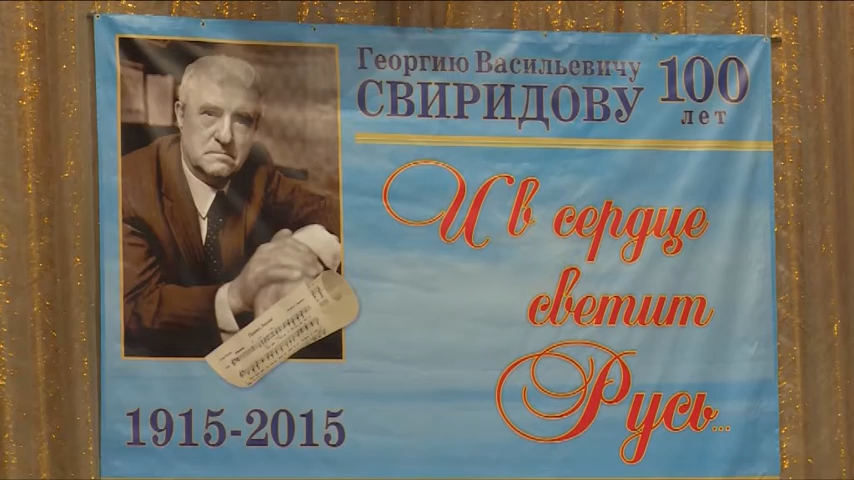 Георгию Васильевичу
СВИРИДОВУ
100
лет
И в сердце
светит
Русь...
1915-2015